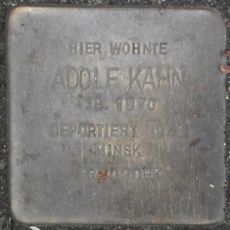 HIER WOHNTE
ADOLF KAHN
JG. 1870
DEPORTIERT
MINSK